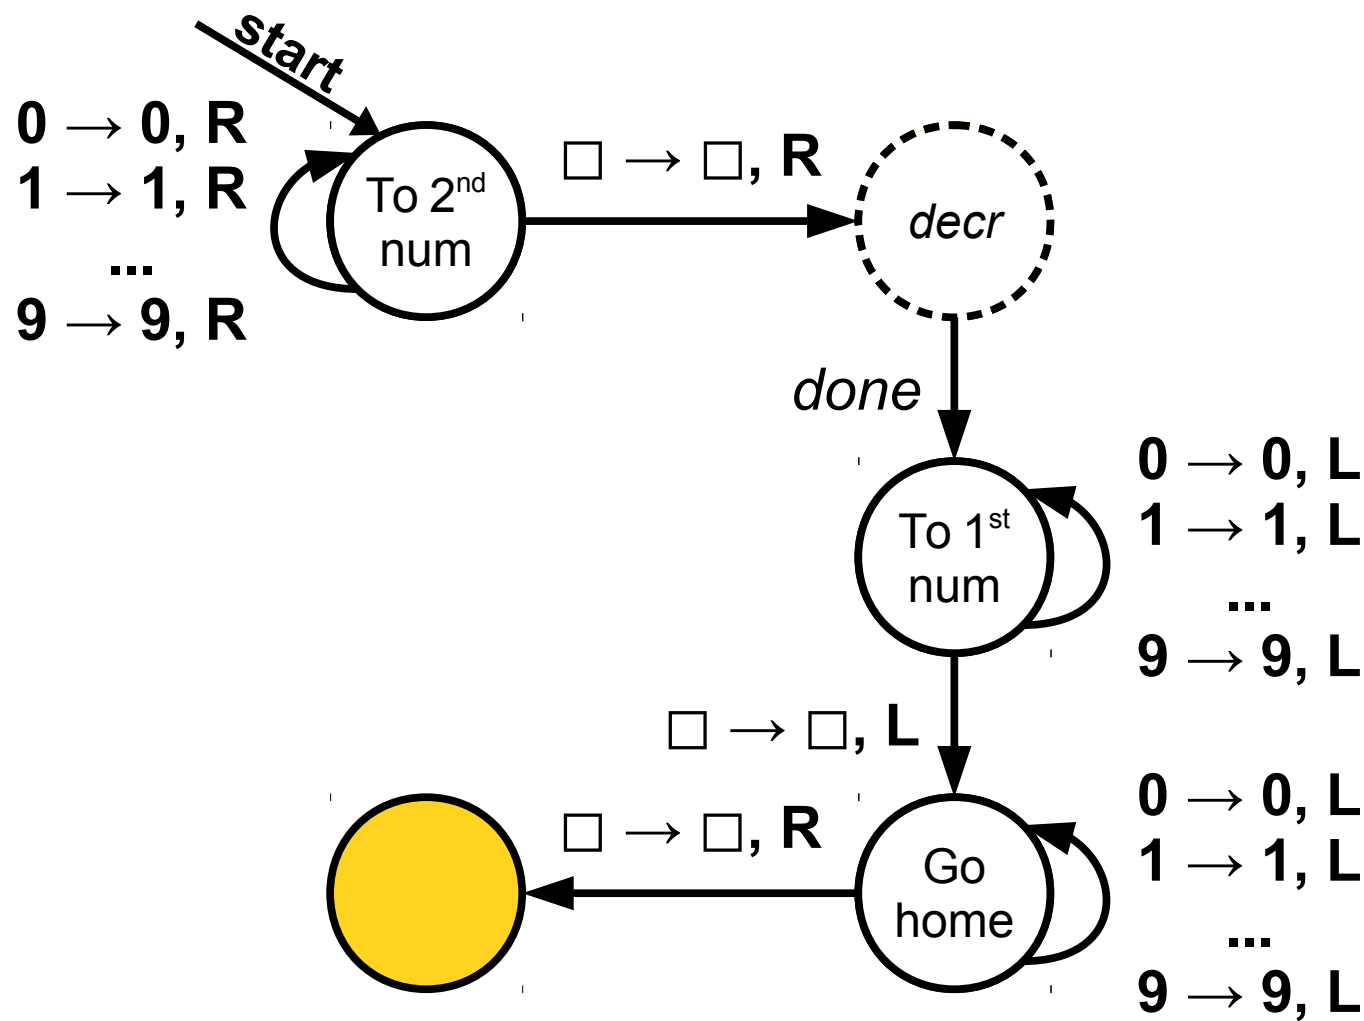 start
0 → 0, R
1 → 1, R
...
9 → 9, R
To 2nd
num
□ → □, R
decr
done
To 1st
num
0 → 0, L
1 → 1, L
...
9 → 9, L
□ → □, L
□ → □, R
Go
home
0 → 0, L
1 → 1, L
...
9 → 9, L